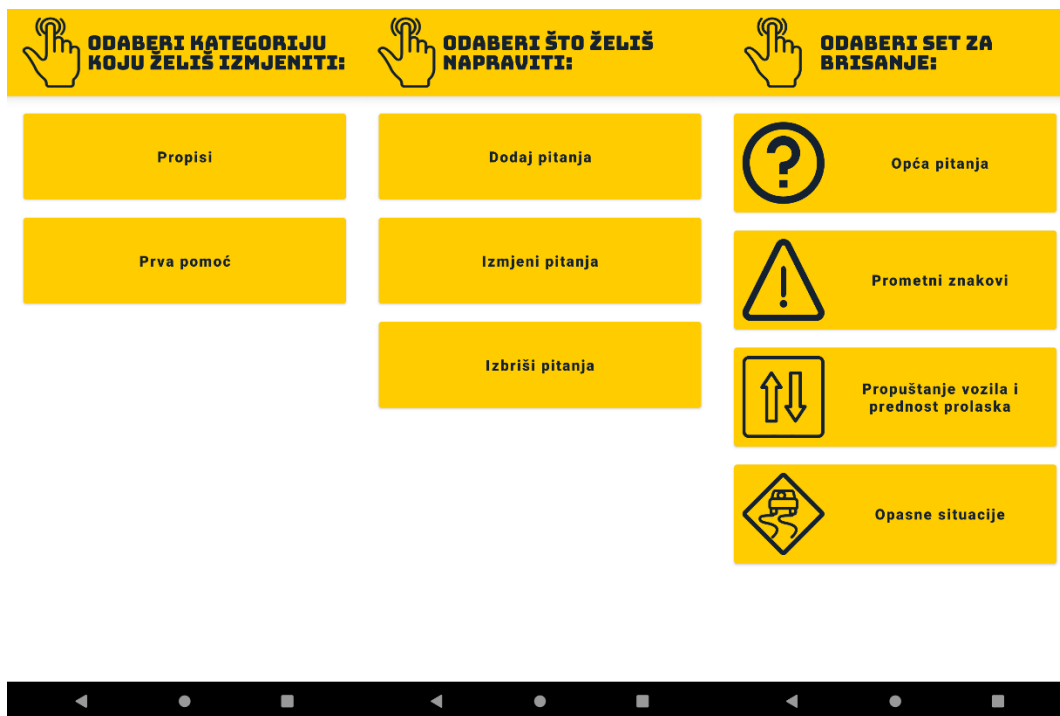 ODABERI KATEGORIJU
KOJU ŽELIŠ IZMJENITI:
Propisi
Prva pomoć
ODABERI ŠTO ŽELIŠ
NAPRAVITI:
Dodaj pitanja
Izmjeni pitanja
Izbriši pitanja
ODABERI SET ZA
BRISANJE:
Opća pitanja
Prometni znakovi
Propuštanje vozila i
prednost prolaska
Opasne situacije